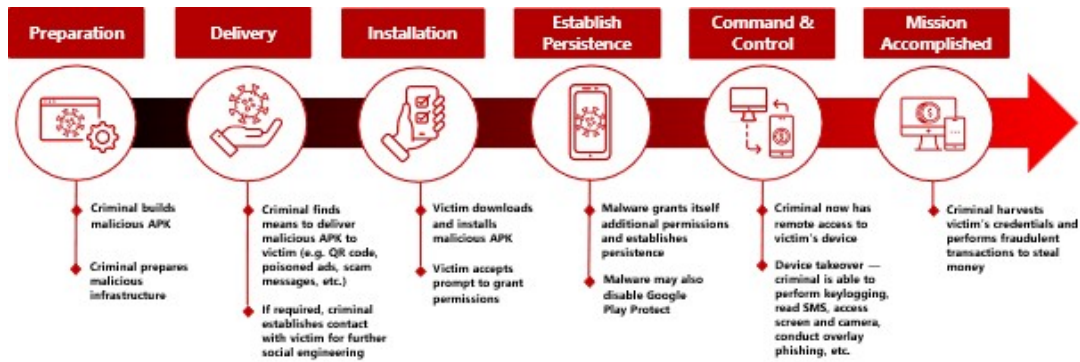 Preparation
Delivery
Installation
Establish
Persistence
Command &
Control
Mission
Accomplished
Criminal builds
malicious APK
Criminal prepares
malicious
infrastructure
Criminal finds
means to deliver
malicious APK to
victim (e.g. QR code,
poisoned ads, scam
messages, etc.)
If required, criminal
establishes contact
with victim for further
social engineering
Victim downloads
and installs
malicious APK
Victim accepts
prompt to grant
permissions
Malware grants itself
additional permissions
and establishes
persistence
Malware may also
disable Google
Play Protect
Criminal now has
remote access to
victim's device
Device takeover —
criminal is able to
perform keylogging,
read SMS, access
screen and camera,
conduct overlay
phishing, etc.
Criminal harvests
victim's credentials and
performs fraudulent
transactions to steal
money